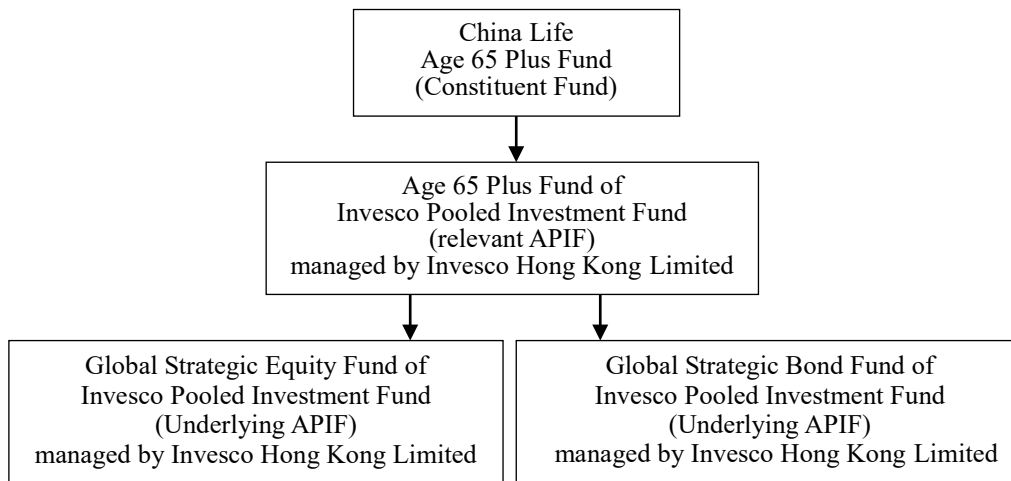 China Life
Age 65 Plus Fund
(Constituent Fund)
Age 65 Plus Fund of
Invesco Pooled Investment Fund
(relevant APIF)
managed by Invesco Hong Kong Limited
Global Strategic Equity Fund of
Invesco Pooled Investment Fund
(Underlying APIF)
managed by Invesco Hong Kong Limited
Global Strategic Bond Fund of
Invesco Pooled Investment Fund
(Underlying APIF)
managed by Invesco Hong Kong Limited